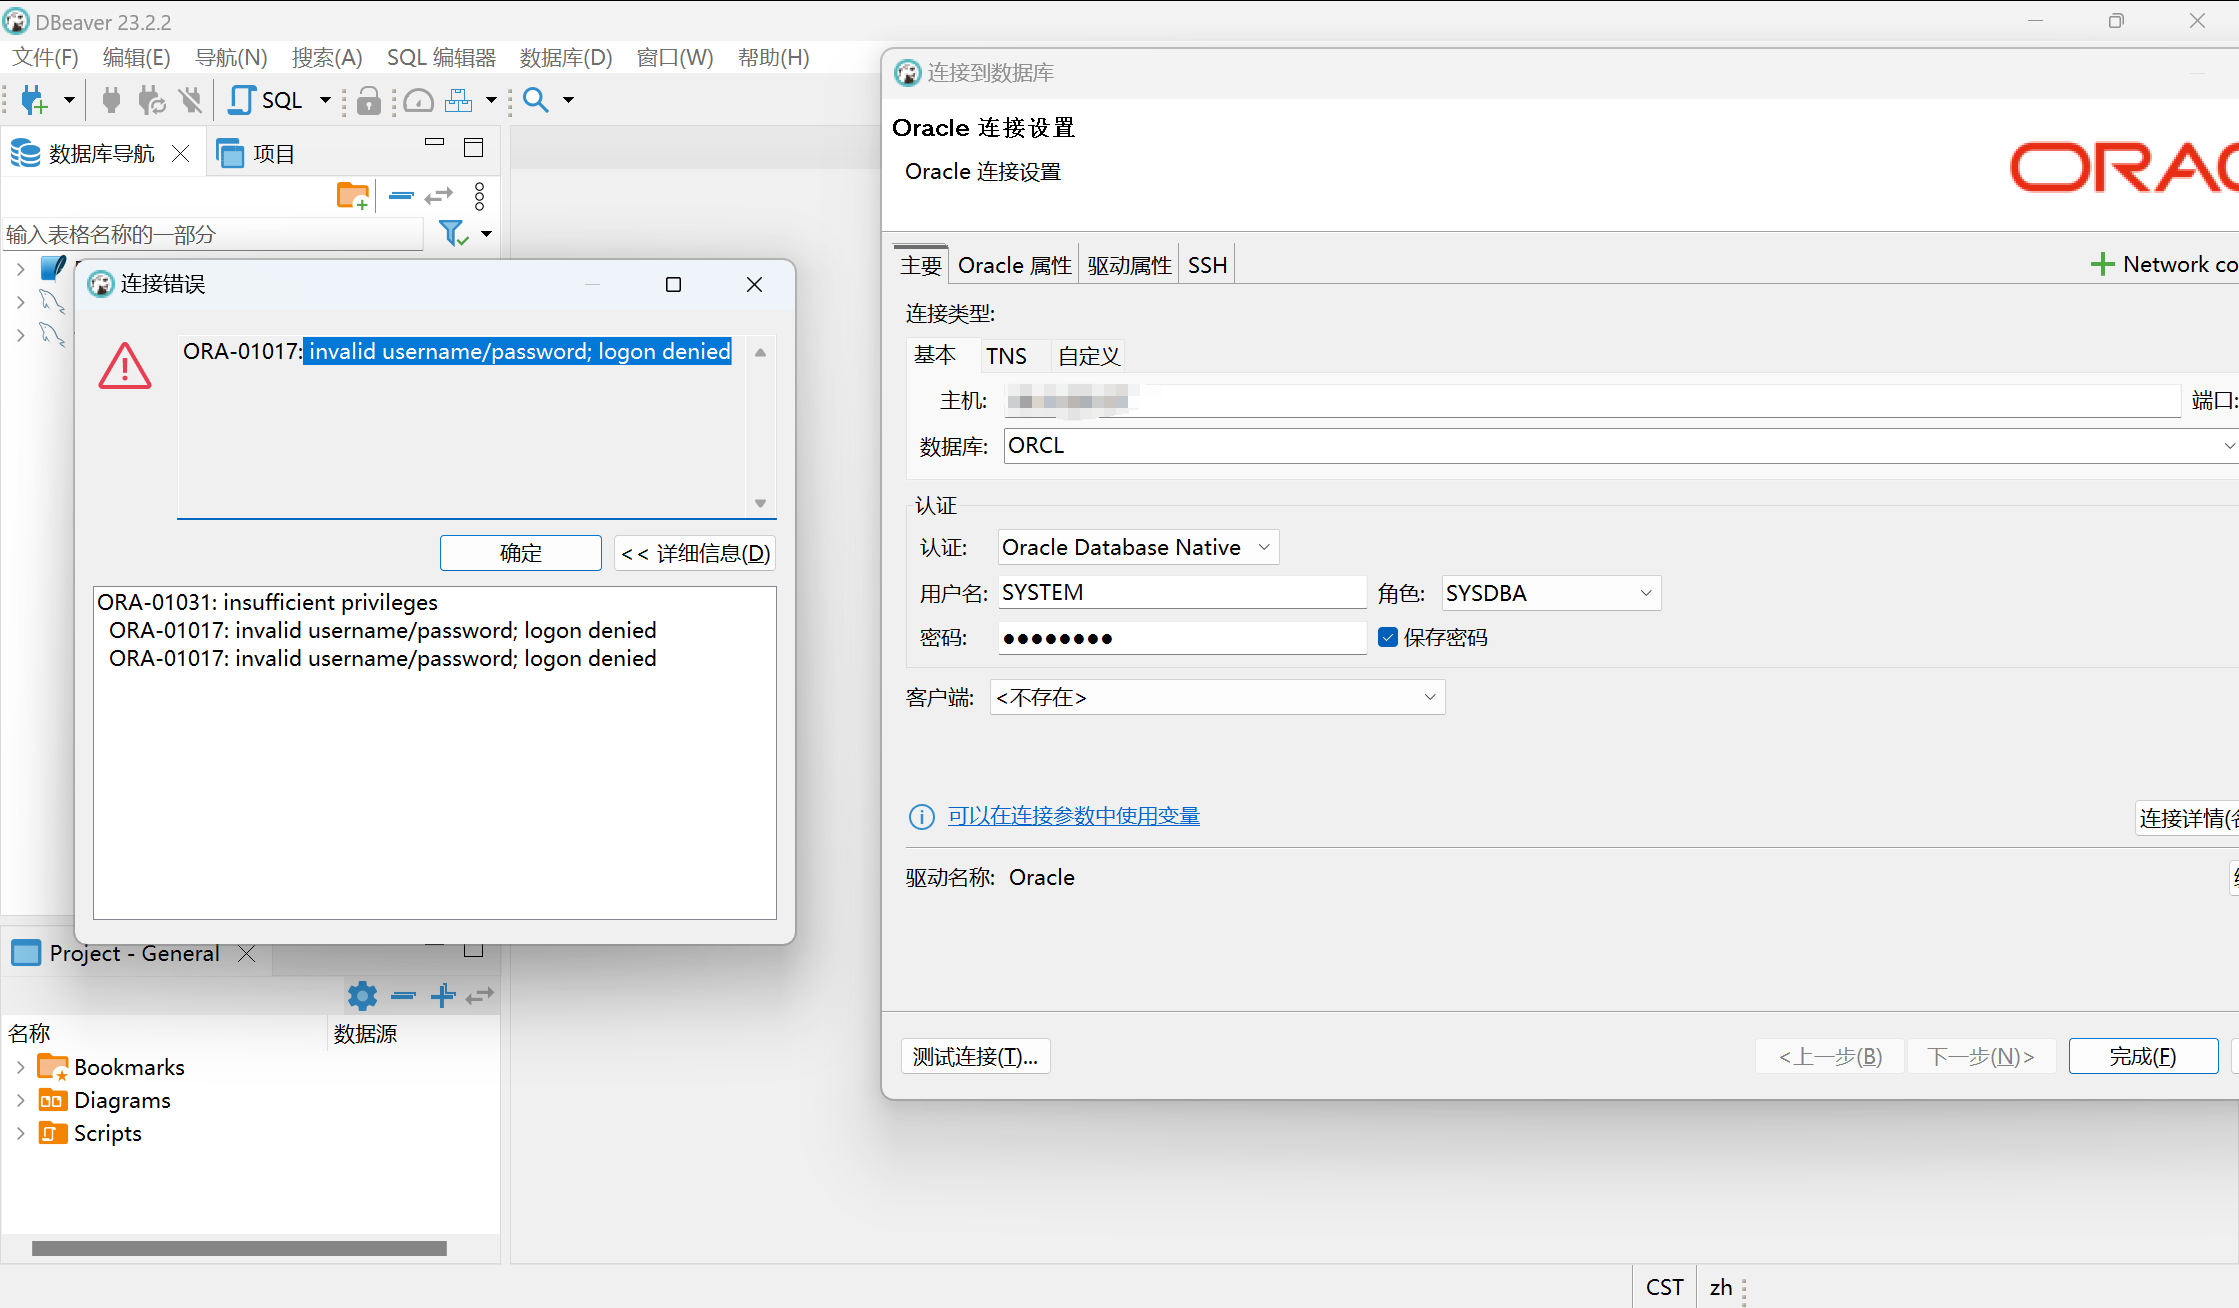 DBeaver 23.2.2
文件(F) 编辑(E) 导航(N) 搜索(A) SQL 编辑器 数据库(D) 窗口(W) 帮助(H)
SQL
数据库导航
项目
输入表格名称的一部分
连接错误
ORA-01017: invalid username/password; logon denied
确定
<< 详细信息(D)
ORA-01031: insufficient privileges
ORA-01017: invalid username/password; logon denied
ORA-01017: invalid username/password; logon denied
Project - General
名称
数据源
Bookmarks
Diagrams
Scripts
连接到数据库
Oracle 连接设置
Oracle 连接设置
ORAC
主要 Oracle 属性 驱动属性 SSH
Network co
连接类型:
基本 TNS 自定义
主机:
端口:
数据库: ORCL
认证
认证: Oracle Database Native
用户名: SYSTEM 角色: SYSDBA
密码: ●●●●●●●● 保存密码
客户端: <不存在>
可以在连接参数中使用变量
连接详情(
驱动名称: Oracle
测试连接(T)...
<上一步(B)
下一步(N)>
完成(F)
CST
zh